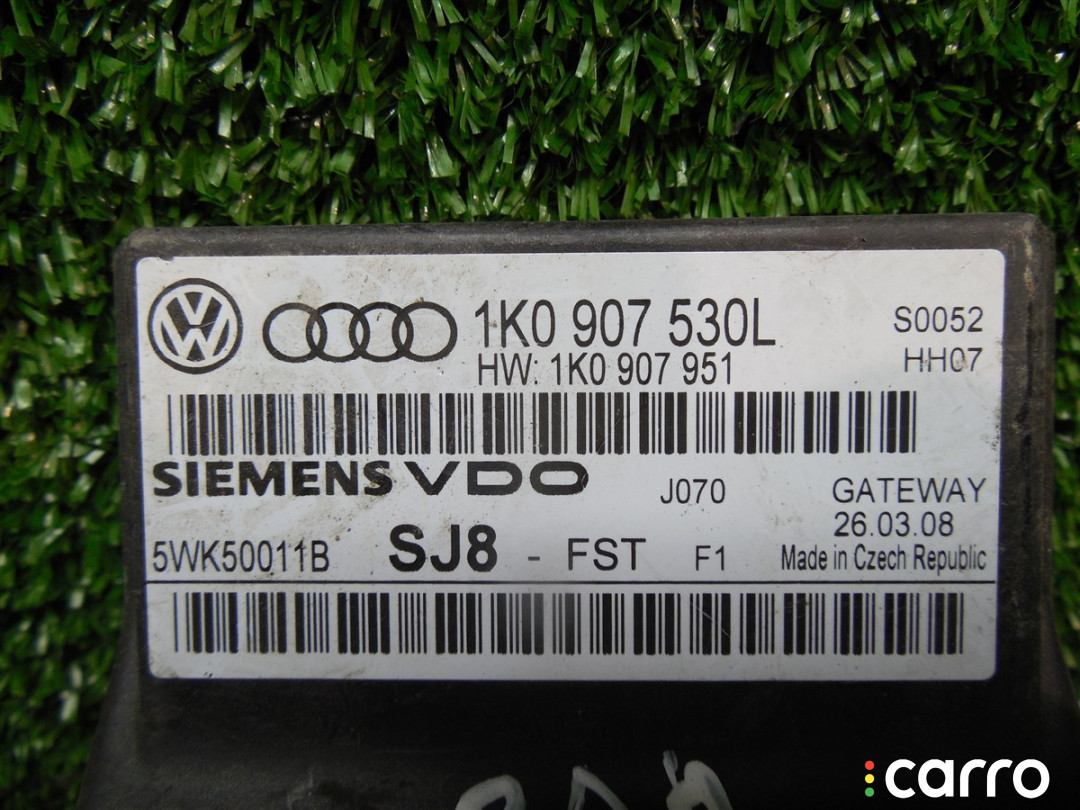 1K0 907 530L S0052
HW: 1K0 907 951 HH07
SIEMENS VDO J070 GATEWAY
26.03.08
5WK50011B SJ8 - FST F1 Made in Czech Republic
carro